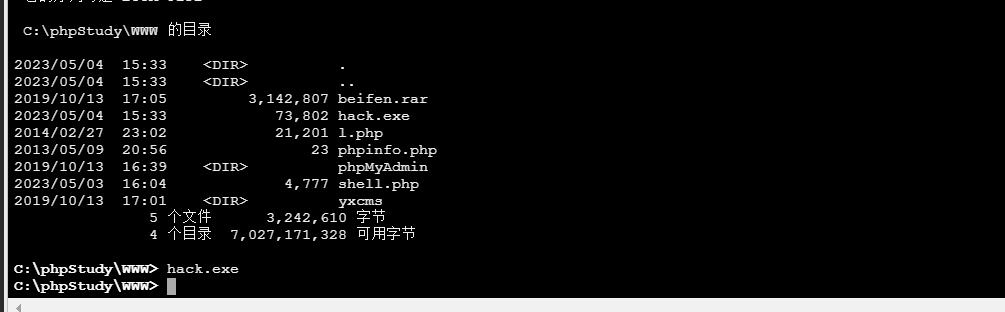 C:\phpStudy\WWW 的目录
2023/05/04 15:33 <DIR> .
2023/05/04 15:33 <DIR> ..
2019/10/13 17:05 3,142,807 beifen.rar
2023/05/04 15:33 73,802 hack.exe
2014/02/27 23:02 21,201 l.php
2013/05/09 20:56 23 phpinfo.php
2019/10/13 16:39 <DIR> phpMyAdmin
2023/05/03 16:04 4,777 shell.php
2019/10/13 17:01 <DIR> yxcms
5 个文件 3,242,610 字节
4 个目录 7,027,171,328 可用字节
C:\phpStudy\WWW> hack.exe
C:\phpStudy\WWW>